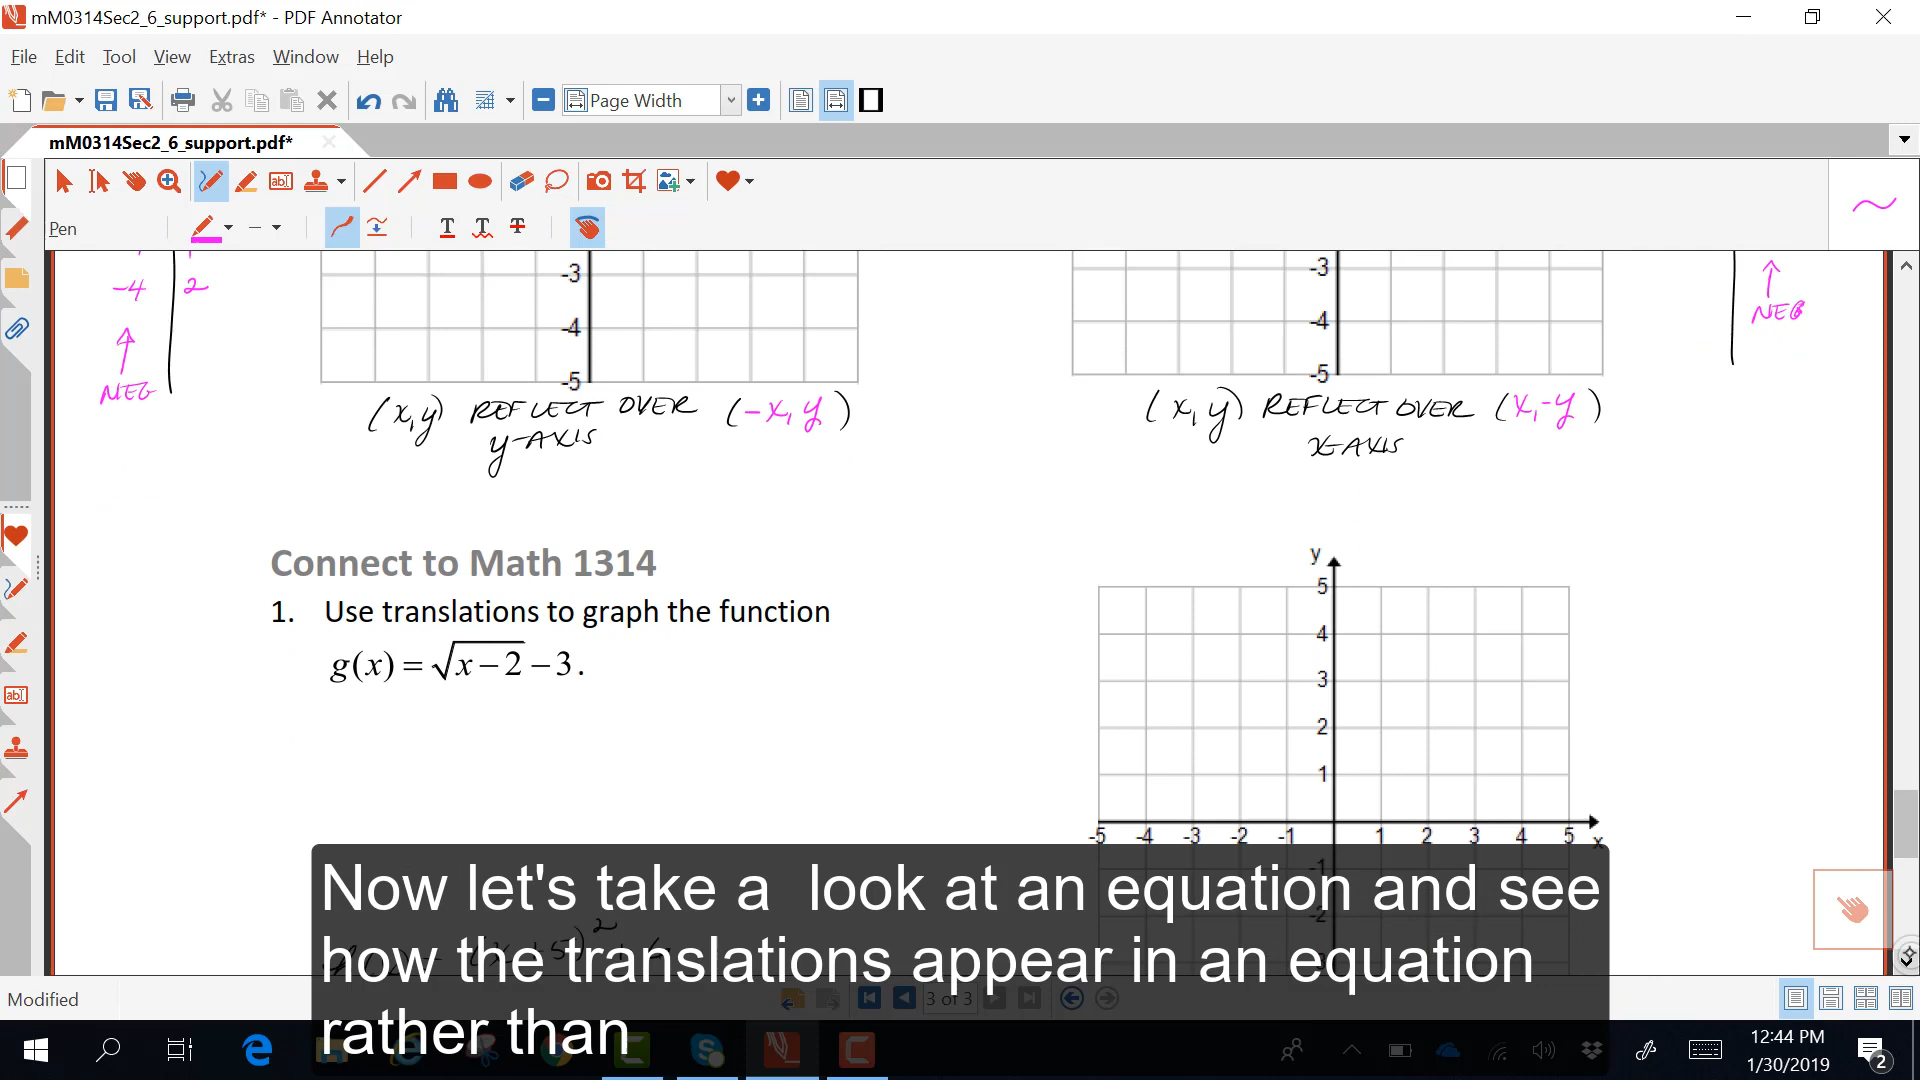 mM0314Sec2_6_support.pdf* - PDF Annotator
File Edit Tool View Extras Window Help
Page Width
mM0314Sec2_6_support.pdf*
Pen
-4 2
NEG
-3
-4
-5
(x,y) REFLECT OVER (-x,y)
y-AXIS
-3
-4
-5
NEG
(x,y) REFLECT OVER (x,-y)
x-AXIS
Connect to Math 1314
1. Use translations to graph the function
g(x) = √x-2 - 3.
y
5
4
3
2
1
-5 -4 -3 -2 -1 1 2 3 4 5 x
-1
-2
Now let's take a look at an equation and see
how the translations appear in an equation
rather than
Modified
3 of 3
12:44 PM
1/30/2019
2